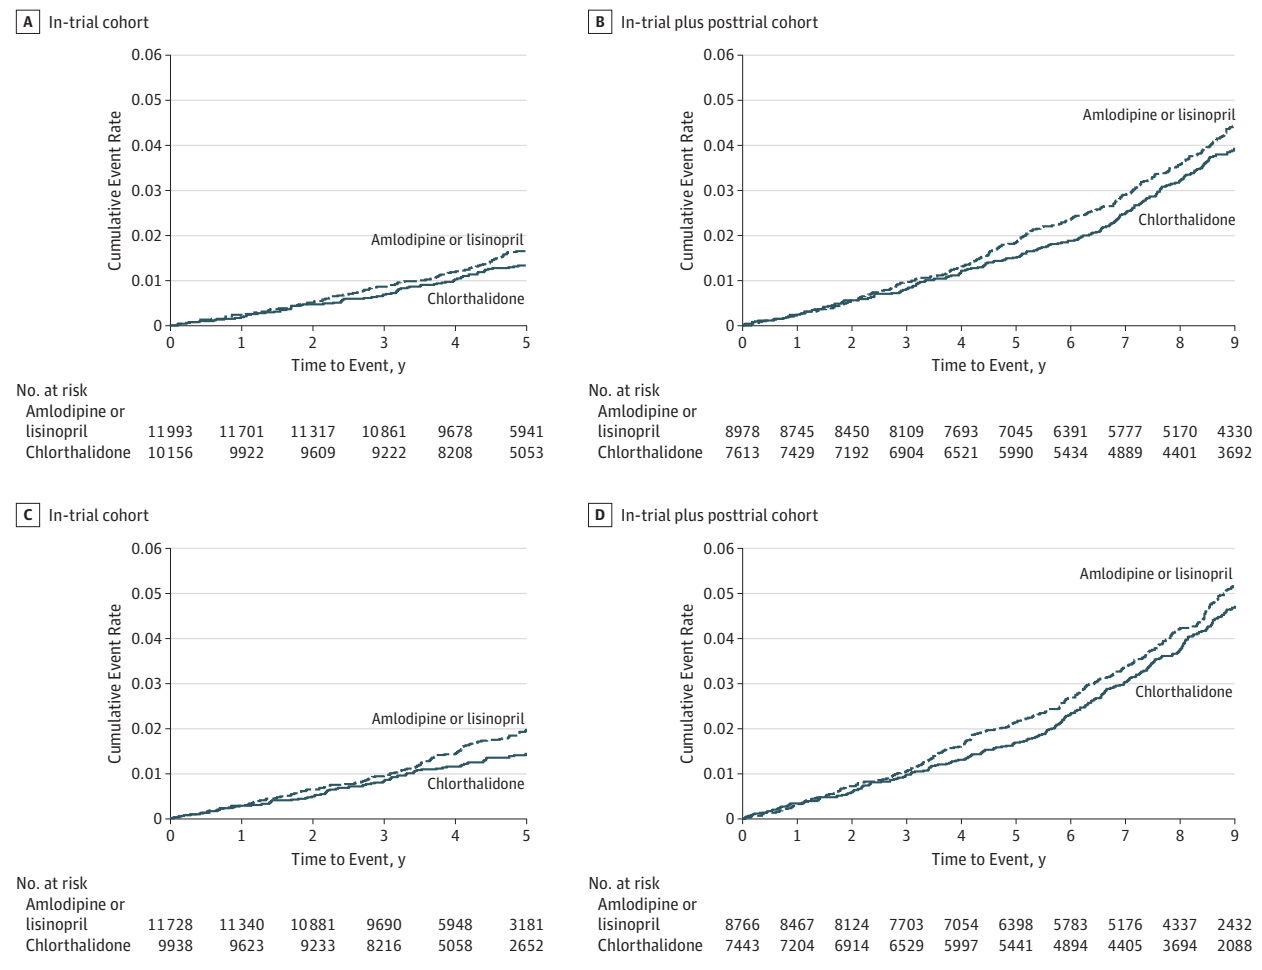 A In-trial cohort
0.06
0.05
0.04
0.03
0.02
0.01
0
Cumulative Event Rate
Amlodipine or lisinopril
Chlorthalidone
0 1 2 3 4 5
Time to Event, y
No. at risk
Amlodipine or
lisinopril 11993 11701 11317 10861 9678 5941
Chlorthalidone 10156 9922 9609 9222 8208 5053
B In-trial plus posttrial cohort
0.06
0.05
0.04
0.03
0.02
0.01
0
Cumulative Event Rate
Amlodipine or lisinopril
Chlorthalidone
0 1 2 3 4 5 6 7 8 9
Time to Event, y
No. at risk
Amlodipine or
lisinopril 8978 8745 8450 8109 7693 7045 6391 5777 5170 4330
Chlorthalidone 7613 7429 7192 6904 6521 5990 5434 4889 4401 3692
C In-trial cohort
0.06
0.05
0.04
0.03
0.02
0.01
0
Cumulative Event Rate
Amlodipine or lisinopril
Chlorthalidone
0 1 2 3 4 5
Time to Event, y
No. at risk
Amlodipine or
lisinopril 11728 11340 10881 9690 5948 3181
Chlorthalidone 9938 9623 9233 8216 5058 2652
D In-trial plus posttrial cohort
0.06
0.05
0.04
0.03
0.02
0.01
0
Cumulative Event Rate
Amlodipine or lisinopril
Chlorthalidone
0 1 2 3 4 5 6 7 8 9
Time to Event, y
No. at risk
Amlodipine or
lisinopril 8766 8467 8124 7703 7054 6398 5783 5176 4337 2432
Chlorthalidone 7443 7204 6914 6529 5997 5441 4894 4405 3694 2088